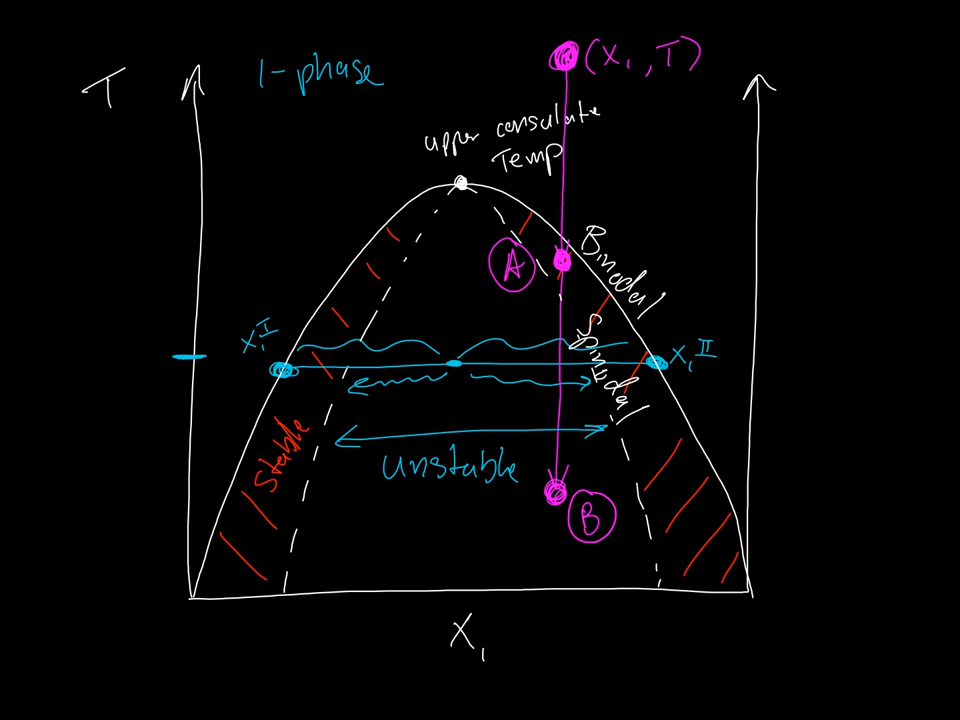 T
1-phase
(x₁, T)
upper consulate
Temp
A
Binodal
Spinodal
x₁ᴵ
x₁ᴵᴵ
Stable
unstable
B
X₁